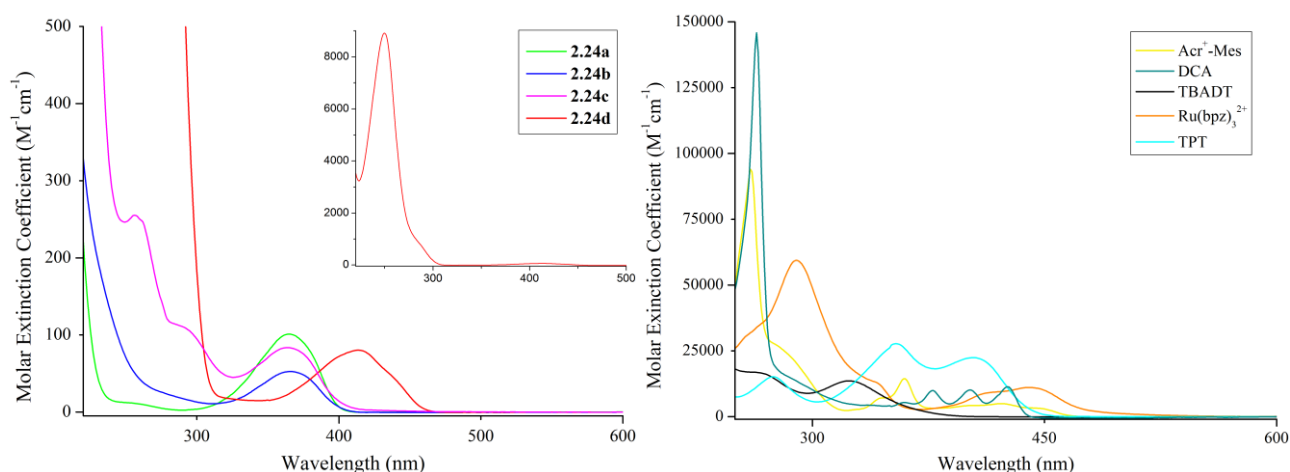 Molar Extinction Coefficient (M⁻¹cm⁻¹)
500
400
300
200
100
0
300
400
500
600
Wavelength (nm)
8000
6000
4000
2000
0
300
400
500
2.24a
2.24b
2.24c
2.24d
Molar Exinction Coefficient (M⁻¹cm⁻¹)
150000
125000
100000
75000
50000
25000
0
300
450
600
Wavelength (nm)
Acr⁺-Mes
DCA
TBADT
Ru(bpz)₃²⁺
TPT